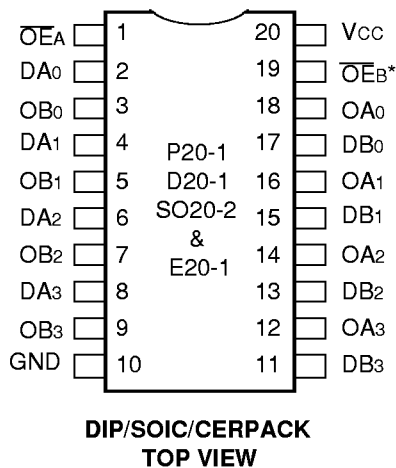 OEA 1 20 VCC
DA0 2 19 OEB*
OB0 3 18 OA0
DA1 4 17 DB0
OB1 5 16 OA1
DA2 6 15 DB1
OB2 7 14 OA2
DA3 8 13 DB2
OB3 9 12 OA3
GND 10 11 DB3
P20-1
D20-1
SO20-2
&
E20-1
DIP/SOIC/CERPACK
TOP VIEW